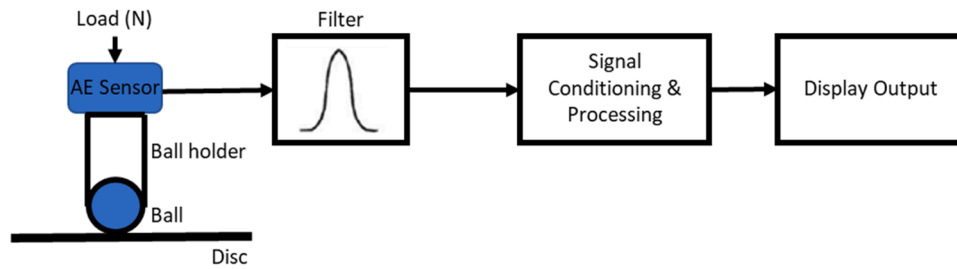 Load (N)
AE Sensor
Ball holder
Ball
Disc
Filter
Signal
Conditioning &
Processing
Display Output